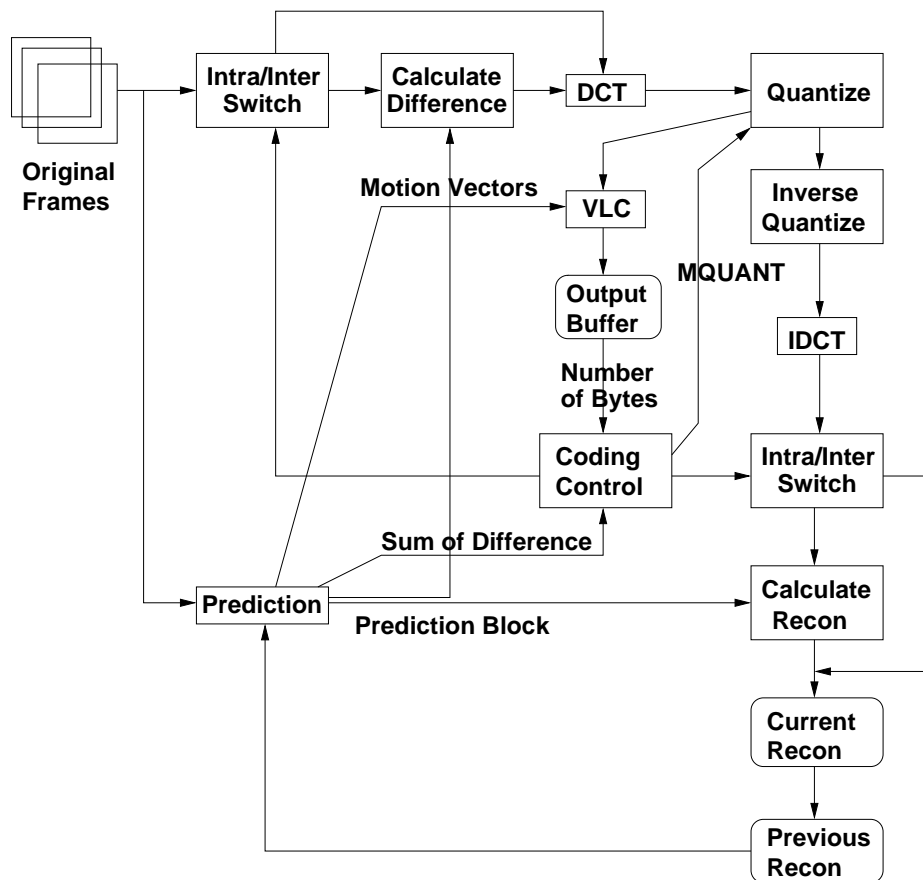 Intra/Inter
Switch
Calculate
Difference
DCT
Quantize
Original
Frames
Motion Vectors
VLC
Inverse
Quantize
MQUANT
Output
Buffer
IDCT
Number
of Bytes
Coding
Control
Intra/Inter
Switch
Sum of Difference
Prediction
Prediction Block
Calculate
Recon
Current
Recon
Previous
Recon